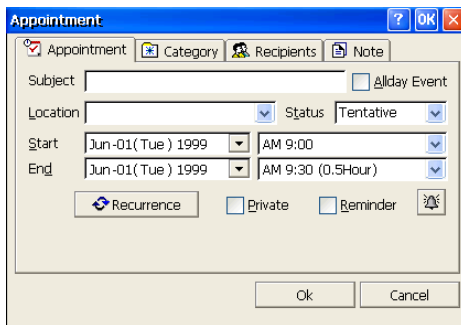 Appointment ? OK ×
Appointment Category Recipients Note
Subject Allday Event
Location Status Tentative
Start Jun-01( Tue ) 1999 AM 9:00
End Jun-01( Tue ) 1999 AM 9:30 (0.5Hour)
Recurrence Private Reminder
Ok Cancel